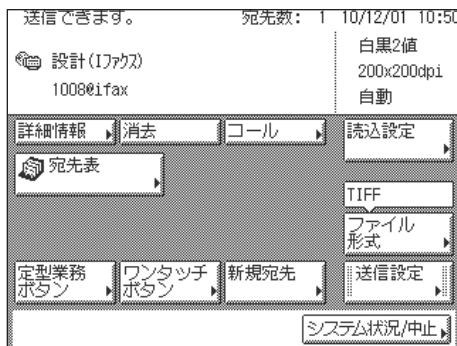 送信できます。 宛先数: 1 10/12/01 10:50
設計(Iファクス)
1008@ifax
白黒2値
200x200dpi
自動
詳細情報 消去 コール 読込設定
宛先表
TIFF
ファイル
形式
定型業務
ボタン
ワンタッチ
ボタン
新規宛先
送信設定
システム状況/中止